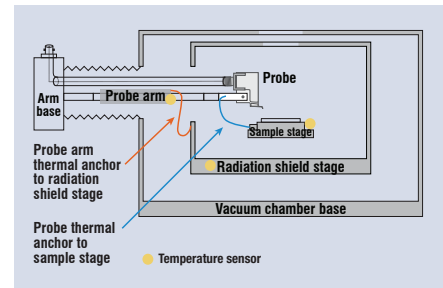 Probe
Arm
base
Probe arm
Sample stage
Probe arm
thermal anchor
to radiation
shield stage
Radiation shield stage
Vacuum chamber base
Probe thermal
anchor to
sample stage
Temperature sensor